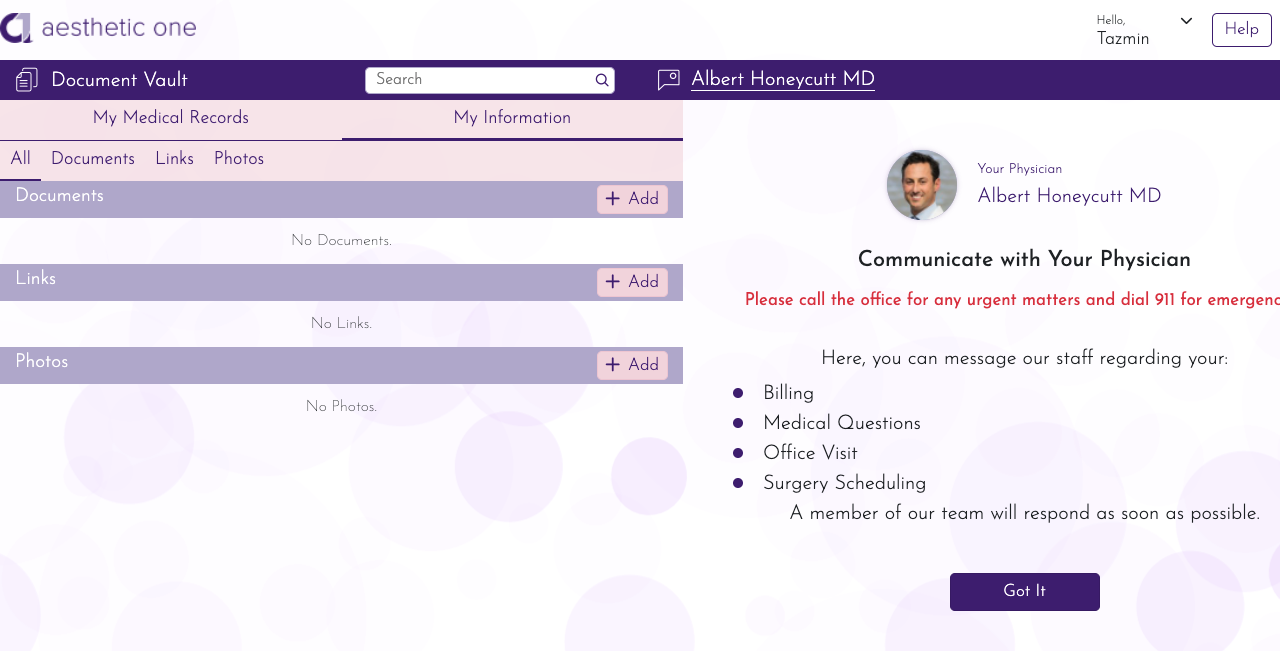 aesthetic one
Hello,
Tazmin
Help
Document Vault
Search
Albert Honeycutt MD
My Medical Records
My Information
All
Documents
Links
Photos
Documents
Add
No Documents.
Links
Add
No Links.
Photos
Add
No Photos.
Your Physician
Albert Honeycutt MD
Communicate with Your Physician
Please call the office for any urgent matters and dial 911 for
Here, you can message our staff regarding your:
Billing
Medical Questions
Office Visit
Surgery Scheduling
A member of our team will respond as soon as possible.
Got It